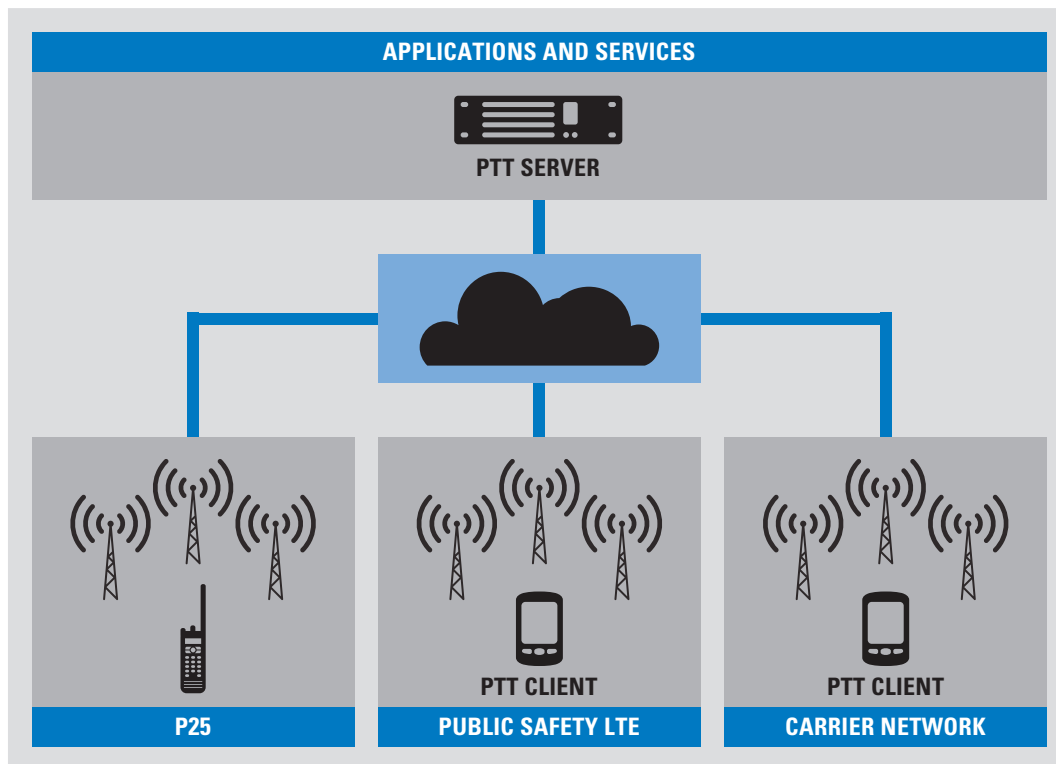 APPLICATIONS AND SERVICES
PTT SERVER
PTT CLIENT
PTT CLIENT
P25
PUBLIC SAFETY LTE
CARRIER NETWORK